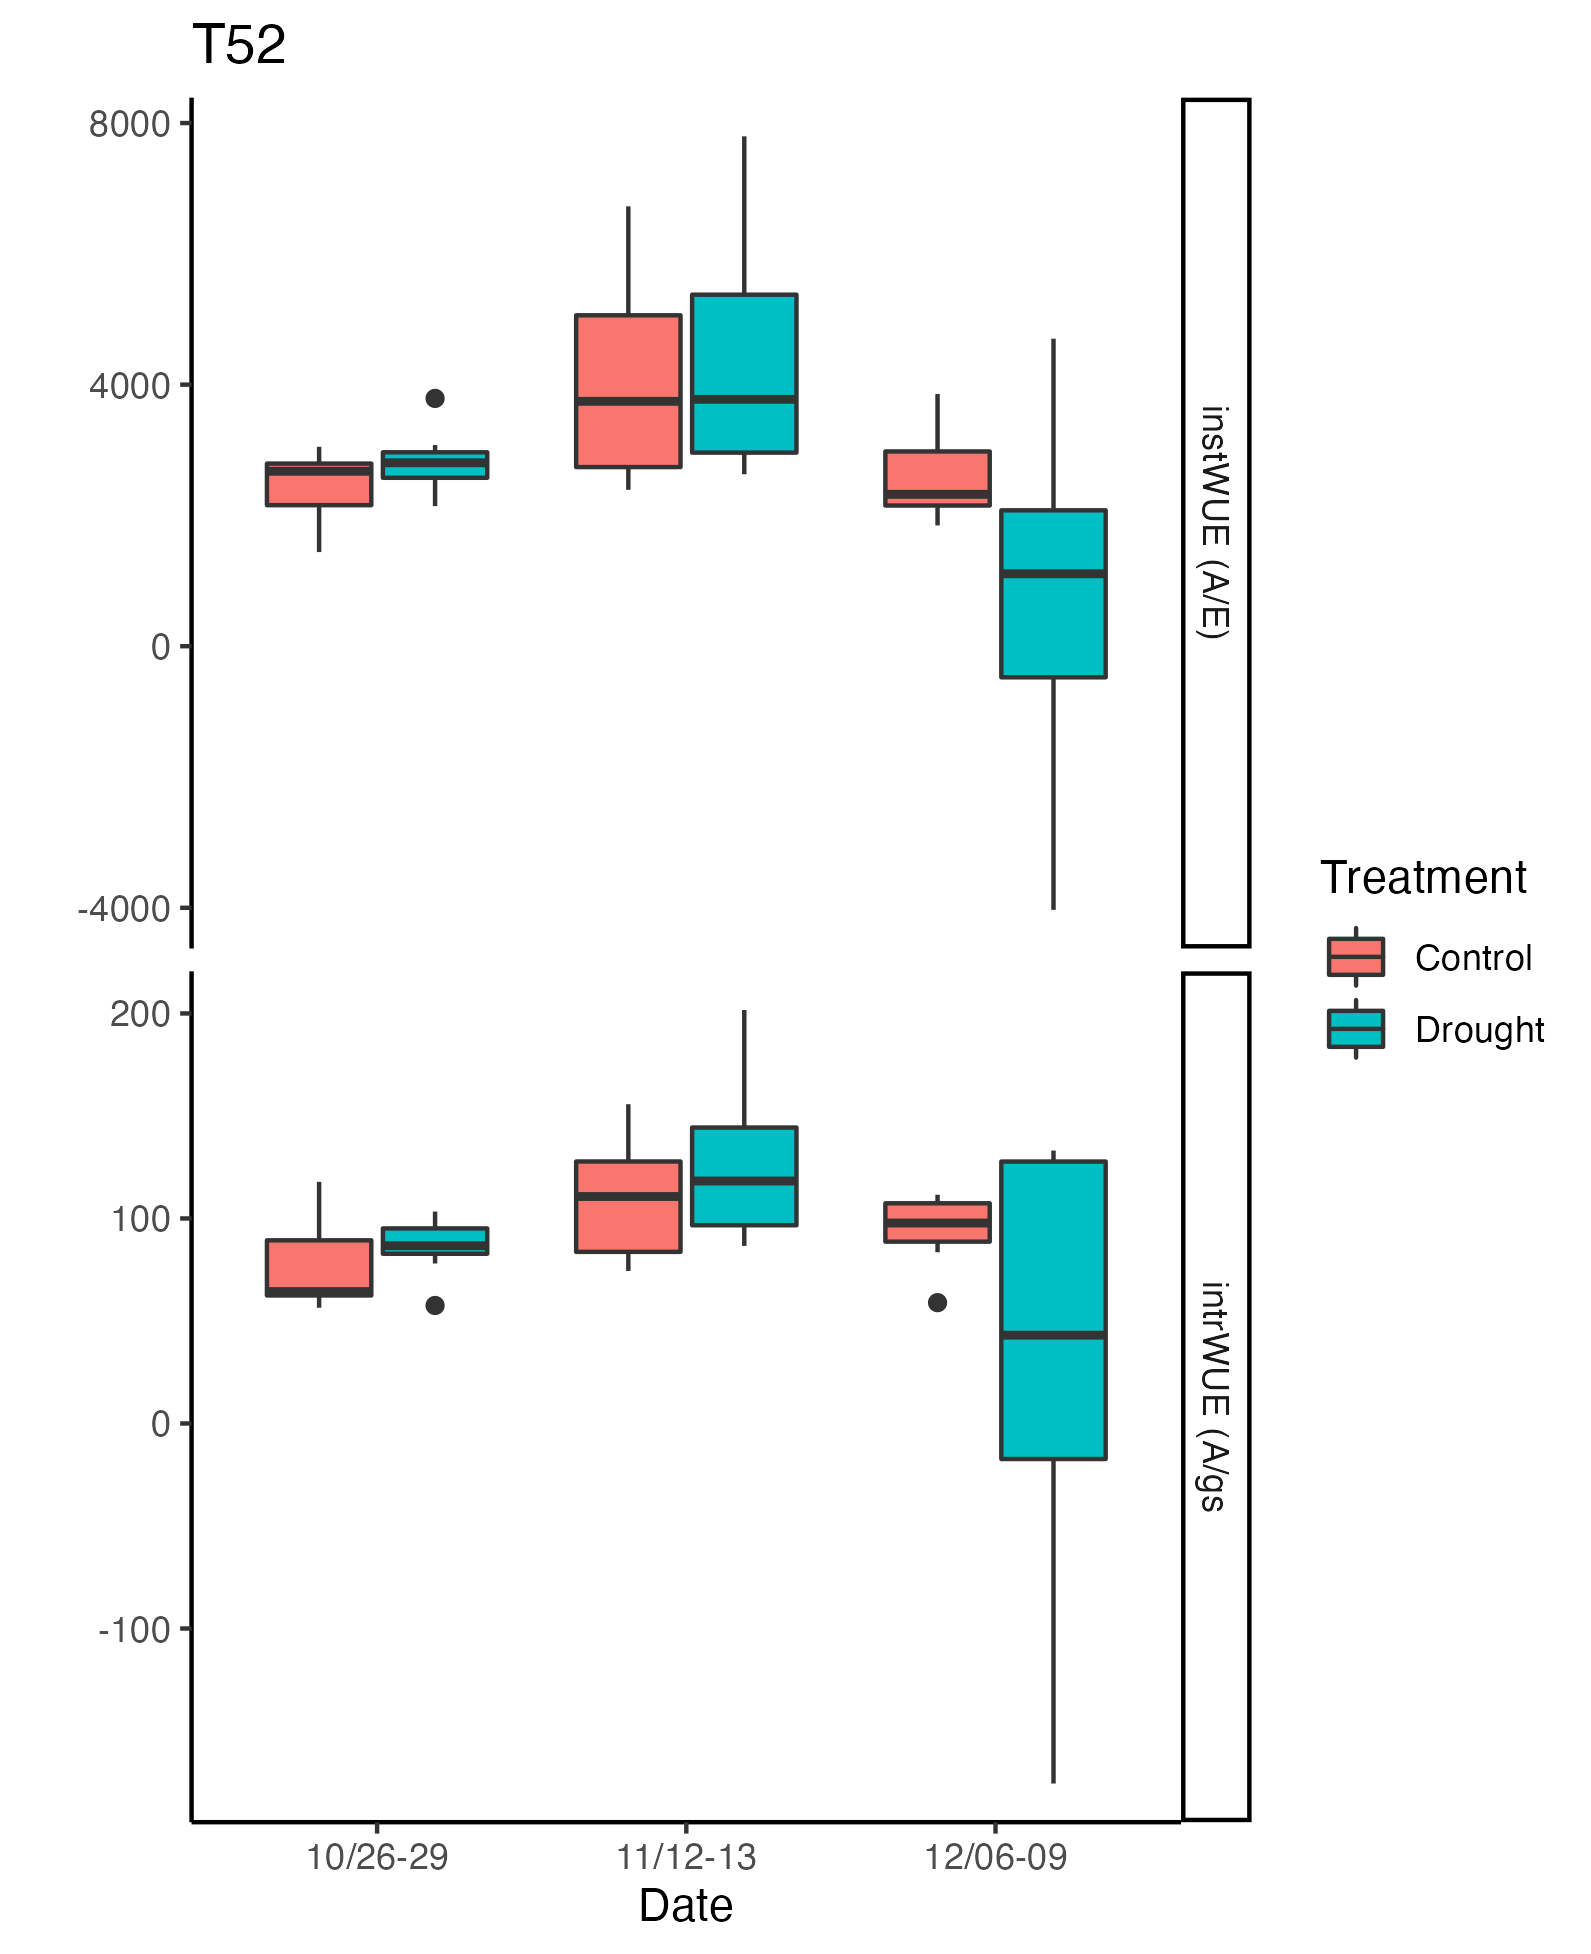 T52
8000
4000
0
-4000
instWUE (A/E)
200
100
0
-100
intrWUE (A/gs
10/26-29
11/12-13
12/06-09
Date
Treatment
Control
Drought